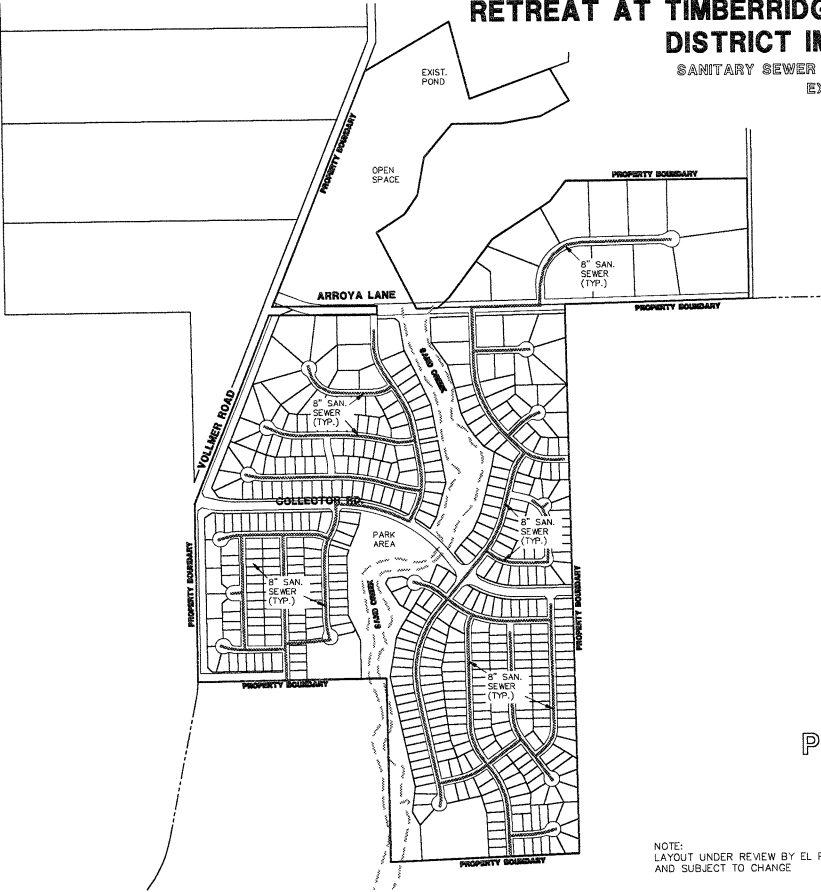 RETREAT AT TIMBERRIDG
DISTRICT IM
SANITARY SEWER
EX
EXIST.
POND
PROPERTY BOUNDARY
OPEN
SPACE
PROPERTY BOUNDARY
8" SAN.
SEWER
(TYP.)
ARROYA LANE
PROPERTY BOUNDARY
SAND CREEK
VOLLMER ROAD
8" SAN.
SEWER
(TYP.)
COLLECTOR RD.
PARK
AREA
8" SAN.
SEWER
(TYP.)
PROPERTY BOUNDARY
8" SAN.
SEWER
(TYP.)
SAND CREEK
PROPERTY BOUNDARY
PROPERTY BOUNDARY
8" SAN.
SEWER
(TYP.)
P
NOTE:
LAYOUT UNDER REVIEW BY EL P
AND SUBJECT TO CHANGE
PROPERTY BOUNDARY